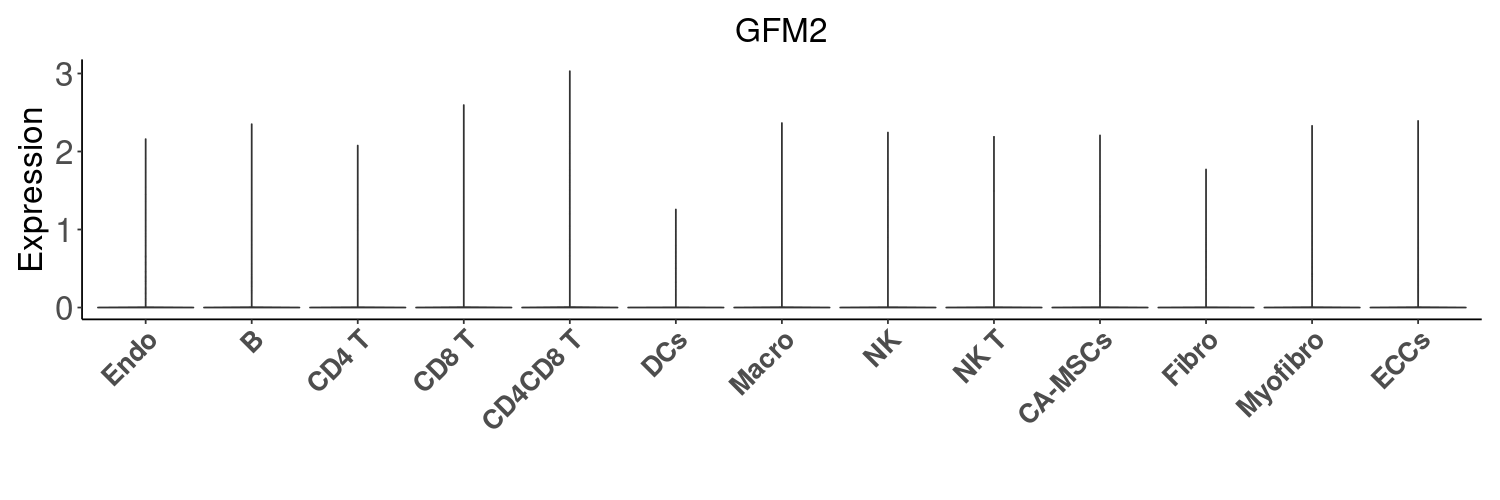 GFM2
Expression
3
2
1
0
Endo
B
CD4 T
CD8 T
CD4CD8 T
DCs
Macro
NK
NK T
CA-MSCs
Fibro
Myofibro
ECCs